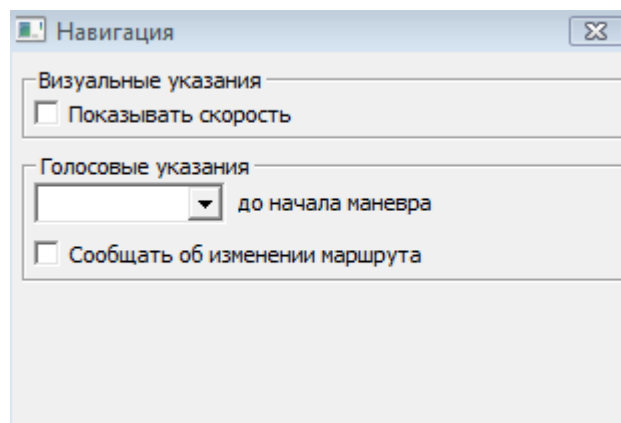 Навигация
Визуальные указания
Показывать скорость
Голосовые указания
до начала маневра
Сообщать об изменении маршрута